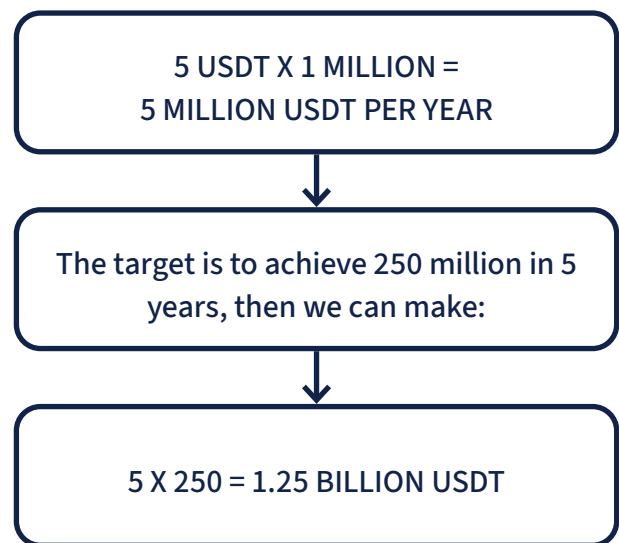 5 USDT X 1 MILLION =
5 MILLION USDT PER YEAR
The target is to achieve 250 million in 5
years, then we can make:
5 X 250 = 1.25 BILLION USDT